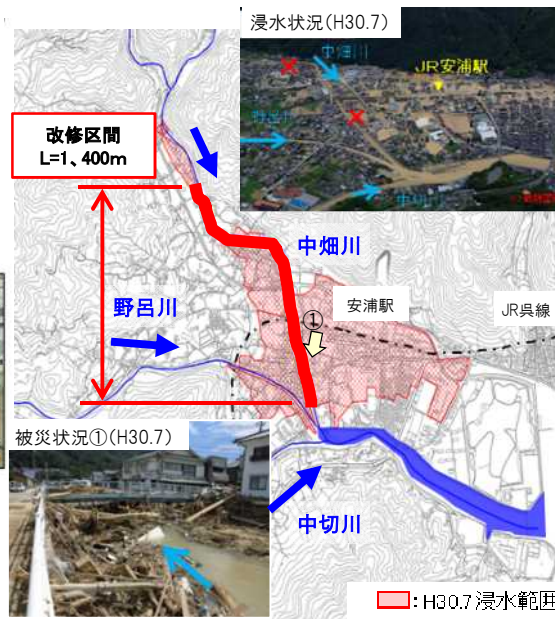 浸水状況(H30.7)
中畑川
JR安浦駅
野呂川
中切川
改修区間
L=1、400m
中畑川
野呂川
安浦駅
JR呉線
①
被災状況①(H30.7)
中切川
:H30.7浸水範囲